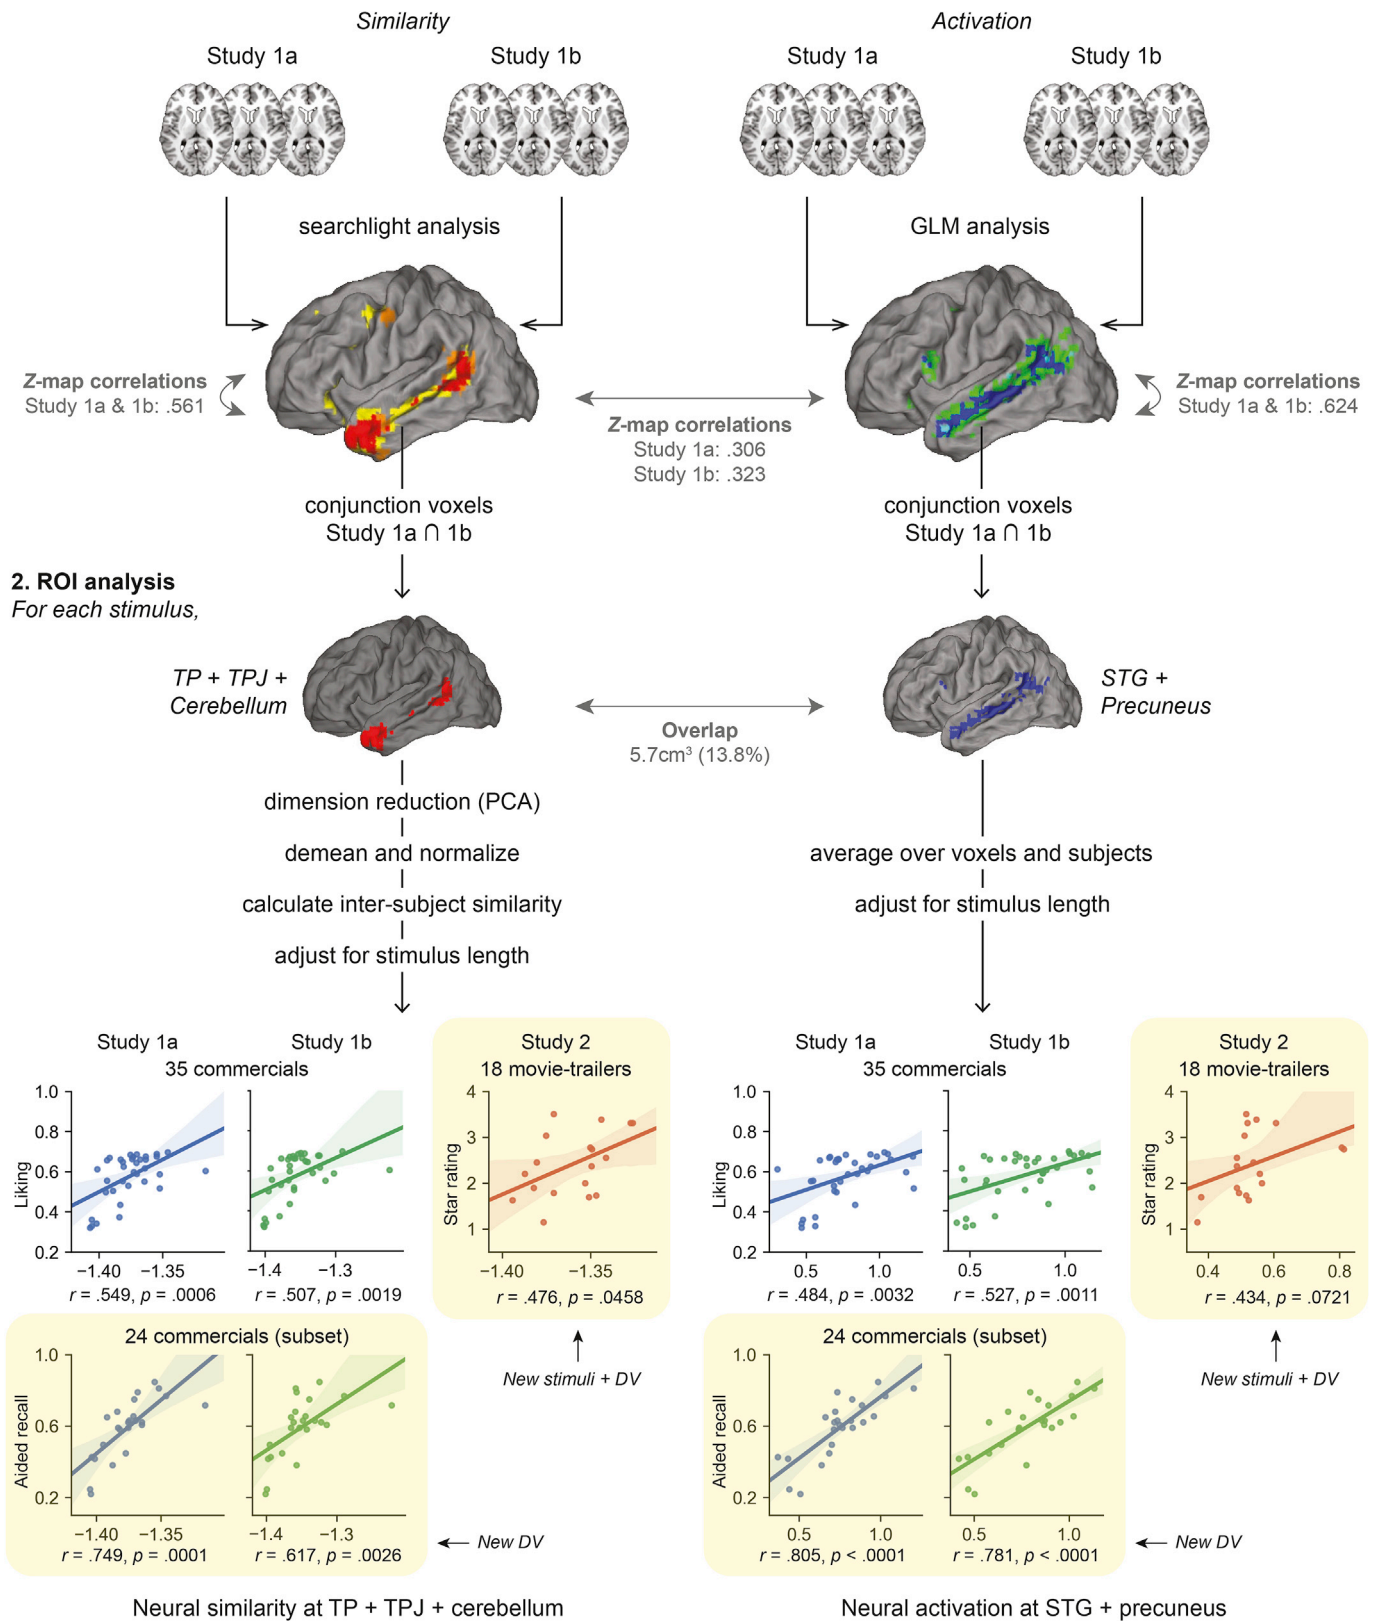 Similarity
Activation
Study 1a
Study 1b
Study 1a
Study 1b
searchlight analysis
GLM analysis
Z-map correlations
Study 1a & 1b: .561
Z-map correlations
Study 1a: .306
Study 1b: .323
Z-map correlations
Study 1a & 1b: .624
conjunction voxels
Study 1a ∩ 1b
conjunction voxels
Study 1a ∩ 1b
2. ROI analysis
For each stimulus,
TP + TPJ +
Cerebellum
Overlap
5.7cm³ (13.8%)
STG +
Precuneus
dimension reduction (PCA)
demean and normalize
calculate inter-subject similarity
adjust for stimulus length
average over voxels and subjects
adjust for stimulus length
Study 1a
Study 1b
35 commercials
Liking
1.0
0.8
0.6
0.4
0.2
−1.40
−1.35
r = .549, p = .0006
−1.4
−1.3
r = .507, p = .0019
Study 2
18 movie-trailers
Star rating
4
3
2
1
−1.40
−1.35
r = .476, p = .0458
New stimuli + DV
24 commercials (subset)
Aided recall
1.0
0.6
0.2
−1.40
−1.35
r = .749, p = .0001
−1.4
−1.3
r = .617, p = .0026
New DV
Neural similarity at TP + TPJ + cerebellum
Study 1a
Study 1b
35 commercials
Liking
1.0
0.8
0.6
0.4
0.2
0.5
1.0
r = .484, p = .0032
0.5
1.0
r = .527, p = .0011
Study 2
18 movie-trailers
Star rating
4
3
2
1
0.4
0.6
0.8
r = .434, p = .0721
New stimuli + DV
24 commercials (subset)
Aided recall
1.0
0.6
0.2
0.5
1.0
r = .805, p < .0001
0.5
1.0
r = .781, p < .0001
New DV
Neural activation at STG + precuneus